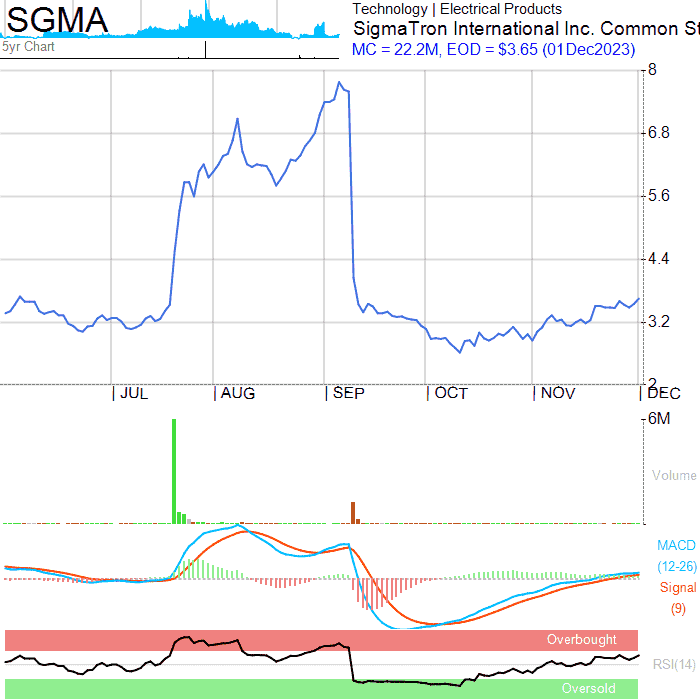 SGMA
5yr Chart
Technology | Electrical Products
SigmaTron International Inc. Common St
MC = 22.2M, EOD = $3.65 (01Dec2023)
8
6.8
5.6
4.4
3.2
2
| JUL | AUG | SEP | OCT | NOV | DEC
6M
Volume
MACD
(12-26)
Signal
(9)
Overbought
RSI(14)
Oversold